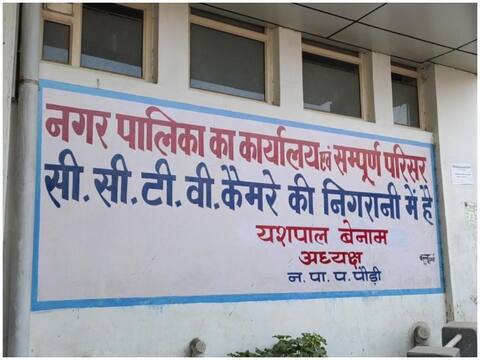 नगर पालिका का कार्यालय एवं सम्पूर्ण परिसर
सी.सी.टी.वी.कैमरे की निगरानी में है
यशपाल बेनाम
अध्यक्ष
न.पा.प.पौड़ी